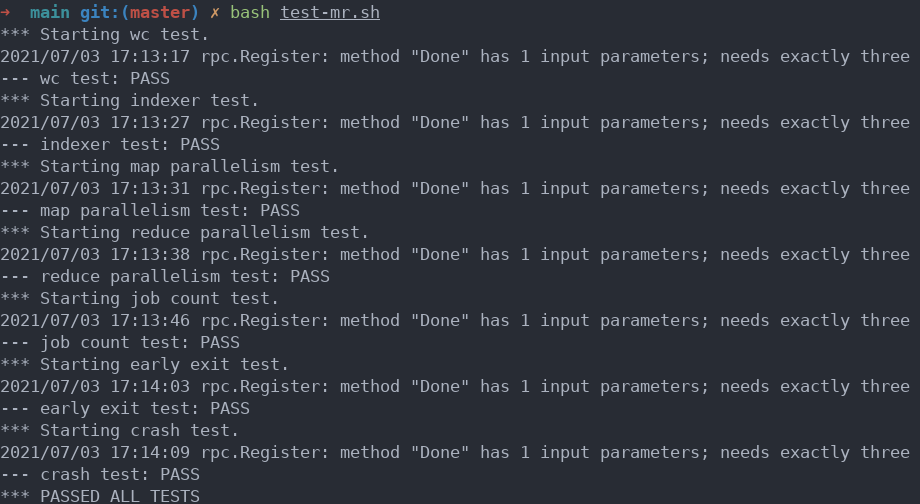 ➜  main git:(master) ✗ bash test-mr.sh
*** Starting wc test.
2021/07/03 17:13:17 rpc.Register: method "Done" has 1 input parameters; needs exactly three
--- wc test: PASS
*** Starting indexer test.
2021/07/03 17:13:27 rpc.Register: method "Done" has 1 input parameters; needs exactly three
--- indexer test: PASS
*** Starting map parallelism test.
2021/07/03 17:13:31 rpc.Register: method "Done" has 1 input parameters; needs exactly three
--- map parallelism test: PASS
*** Starting reduce parallelism test.
2021/07/03 17:13:38 rpc.Register: method "Done" has 1 input parameters; needs exactly three
--- reduce parallelism test: PASS
*** Starting job count test.
2021/07/03 17:13:46 rpc.Register: method "Done" has 1 input parameters; needs exactly three
--- job count test: PASS
*** Starting early exit test.
2021/07/03 17:14:03 rpc.Register: method "Done" has 1 input parameters; needs exactly three
--- early exit test: PASS
*** Starting crash test.
2021/07/03 17:14:09 rpc.Register: method "Done" has 1 input parameters; needs exactly three
--- crash test: PASS
*** PASSED ALL TESTS